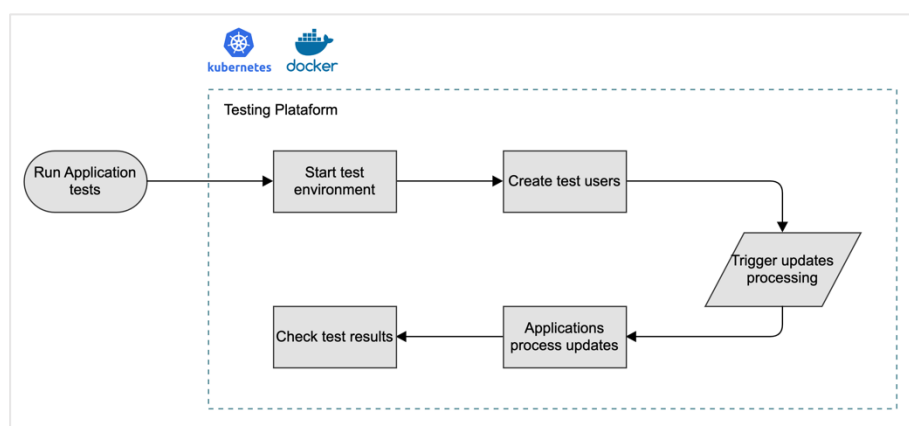 kubernetes
docker
Testing Plataform
Run Application
tests
Start test
environment
Create test users
Trigger updates
processing
Check test results
Applications
process updates